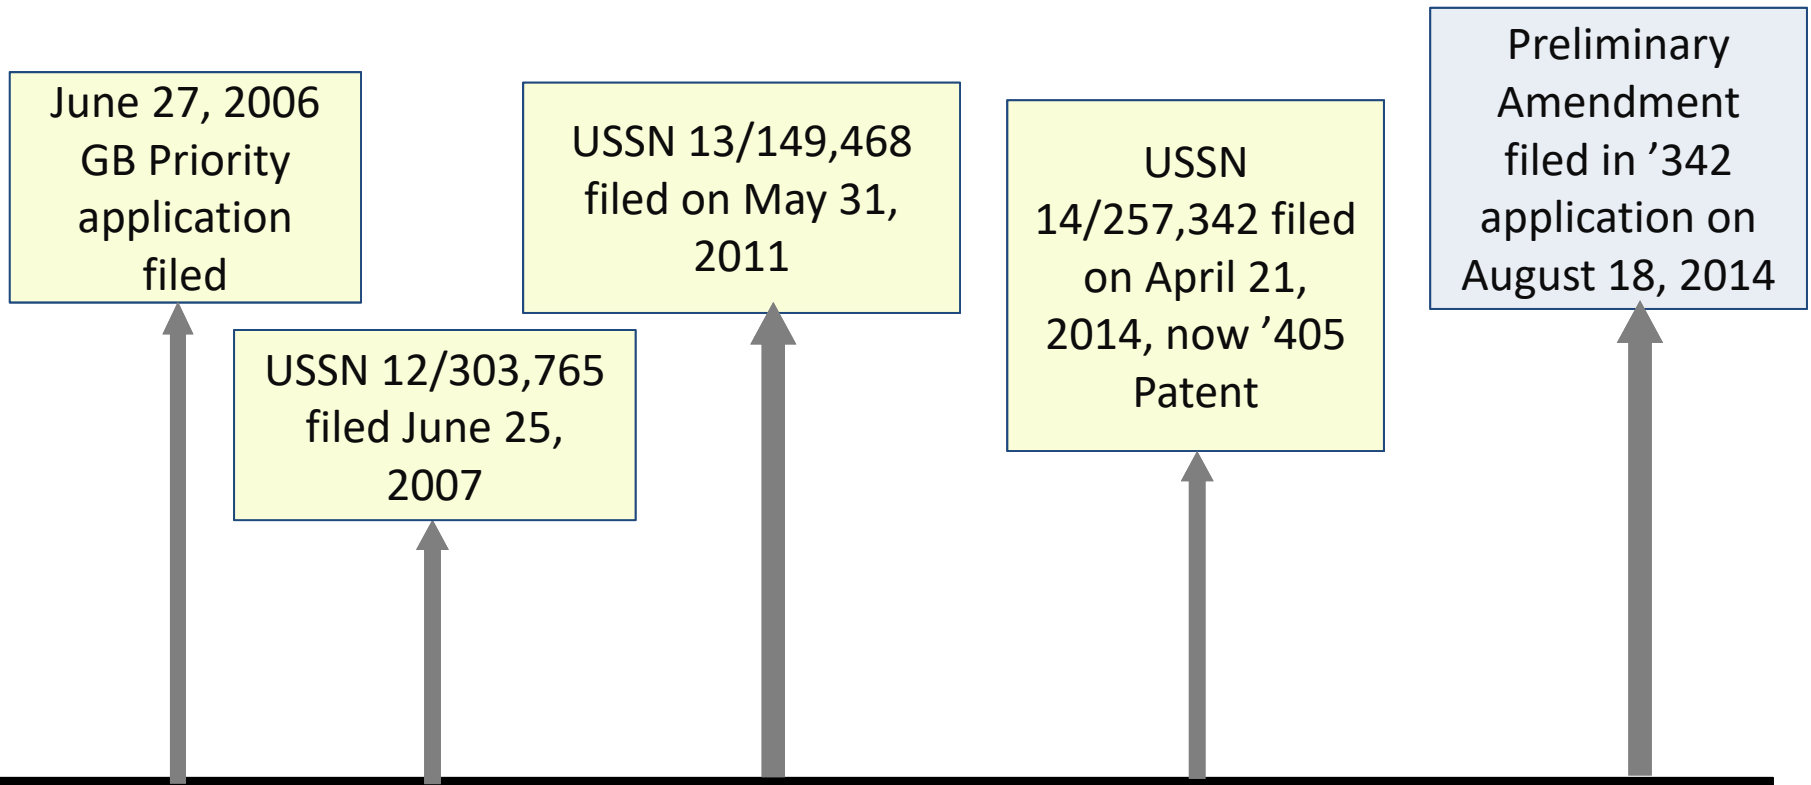 June 27, 2006
GB Priority
application
filed
USSN 12/303,765
filed June 25,
2007
USSN 13/149,468
filed on May 31,
2011
USSN
14/257,342 filed
on April 21,
2014, now ’405
Patent
Preliminary
Amendment
filed in ’342
application on
August 18, 2014